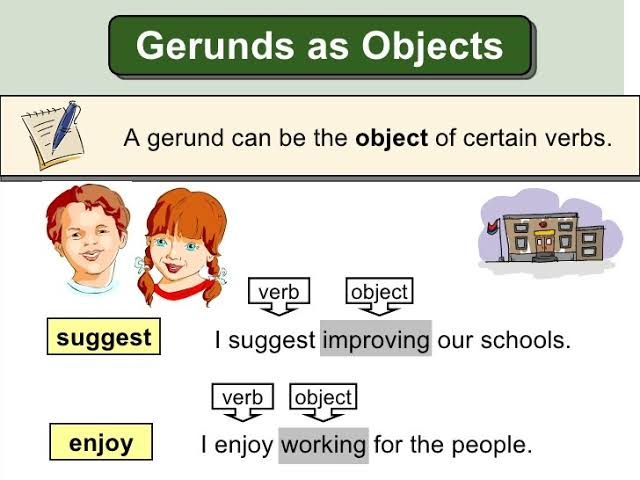 Gerunds as Objects
A gerund can be the object of certain verbs.
verb object
suggest I suggest improving our schools.
verb object
enjoy I enjoy working for the people.